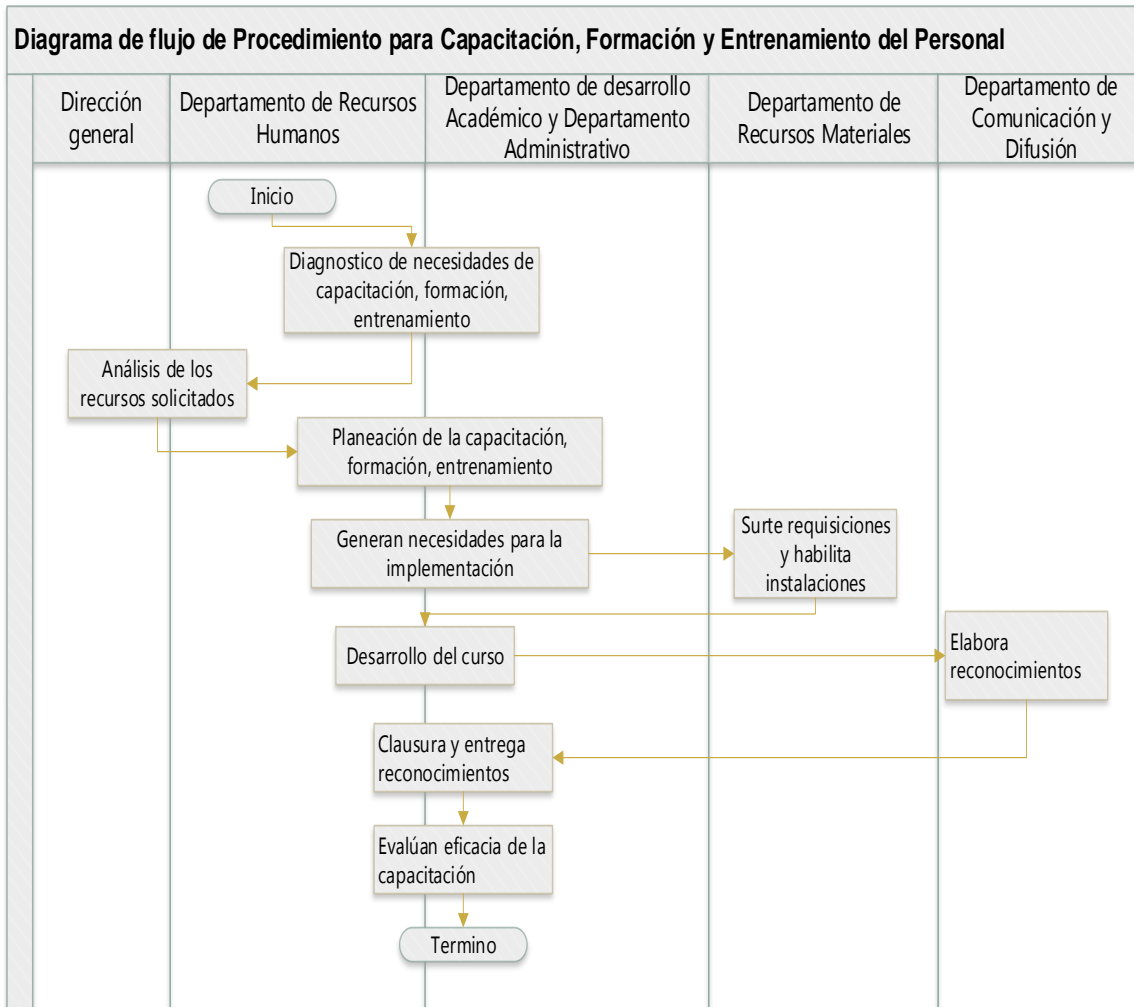 Diagrama de flujo de Procedimiento para Capacitación, Formación y Entrenamiento del Personal
Dirección
general
Departamento de Recursos
Humanos
Departamento de desarrollo
Académico y Departamento
Administrativo
Departamento de
Recursos Materiales
Departamento de
Comunicación y
Difusión
Inicio
Diagnostico de necesidades de
capacitación, formación,
entrenamiento
Análisis de los
recursos solicitados
Planeación de la capacitación,
formación, entrenamiento
Generan necesidades para la
implementación
Surte requisiciones
y habilita
instalaciones
Desarrollo del curso
Elabora
reconocimientos
Clausura y entrega
reconocimientos
Evalúan eficacia de la
capacitación
Termino